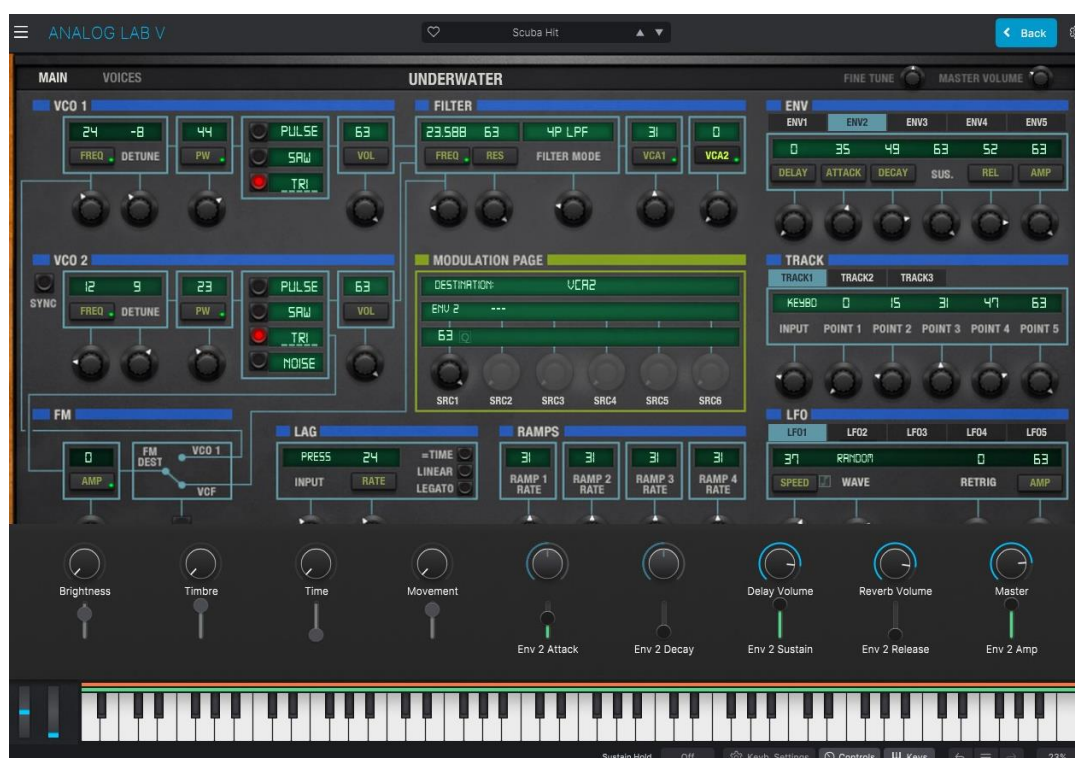 ANALOG LAB V Scuba Hit Back
MAIN VOICES UNDERWATER FINE TUNE MASTER VOLUME
VCO 1
24 -8 44 PULSE 63
FREQ DETUNE PW SAW VOL
TRI
FILTER
23.588 63 4P LPF 31 0
FREQ RES FILTER MODE VCA1 VCA2
ENV
ENV1 ENV2 ENV3 ENV4 ENV5
0 35 49 63 52 63
DELAY ATTACK DECAY SUS. REL AMP
VCO 2
SYNC
12 9 23 PULSE 63
FREQ DETUNE PW SAW VOL
TRI
NOISE
MODULATION PAGE
DESTINATION: VCA2
ENV 2 ---
63
SRC1 SRC2 SRC3 SRC4 SRC5 SRC6
TRACK
TRACK1 TRACK2 TRACK3
KEYBD 0 15 31 47 63
INPUT POINT 1 POINT 2 POINT 3 POINT 4 POINT 5
FM
0
AMP
FM DEST
VCO 1
VCF
LAG
PRESS 24
INPUT RATE
=TIME
LINEAR
LEGATO
RAMPS
31 31 31 31
RAMP 1 RAMP 2 RAMP 3 RAMP 4
RATE RATE RATE RATE
LFO
LFO1 LFO2 LFO3 LFO4 LFO5
37 RANDOM 0 63
SPEED WAVE RETRIG AMP
Brightness Timbre Time Movement Delay Volume Reverb Volume Master
Env 2 Attack Env 2 Decay Env 2 Sustain Env 2 Release Env 2 Amp
Sustain Hold Off Keyb. Settings Controls Keys 23%